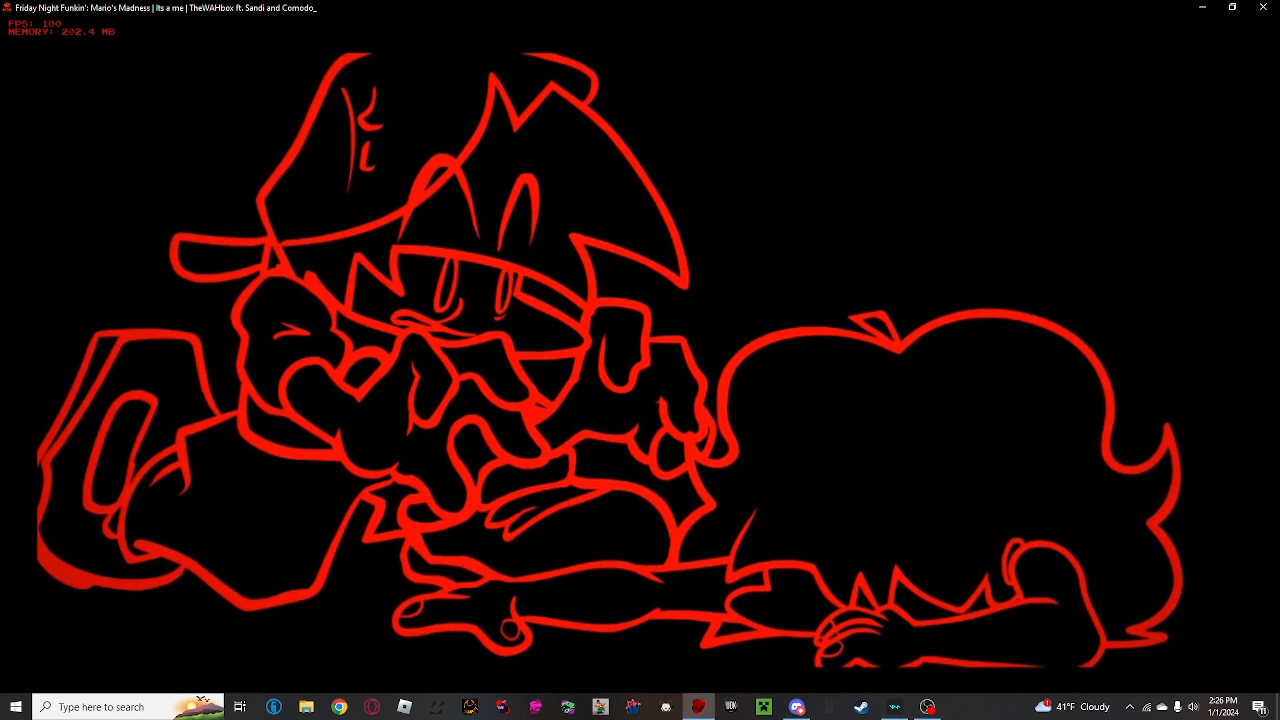 Friday Night Funkin': Mario's Madness | Its a me | TheWAHbox ft. Sandi and Comodo_
FPS: 100
MEMORY: 202.4 MB
Type here to search
41°F Cloudy
2:26 PM
1/1/2024